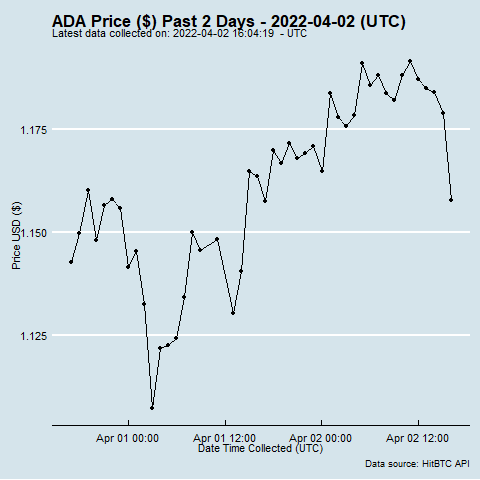 ADA Price ($) Past 2 Days - 2022-04-02 (UTC)
Latest data collected on: 2022-04-02 16:04:19  - UTC
1.175
1.150
1.125
Price USD ($)
Apr 01 00:00
Apr 01 12:00
Apr 02 00:00
Apr 02 12:00
Date Time Collected (UTC)
Data source: HitBTC API